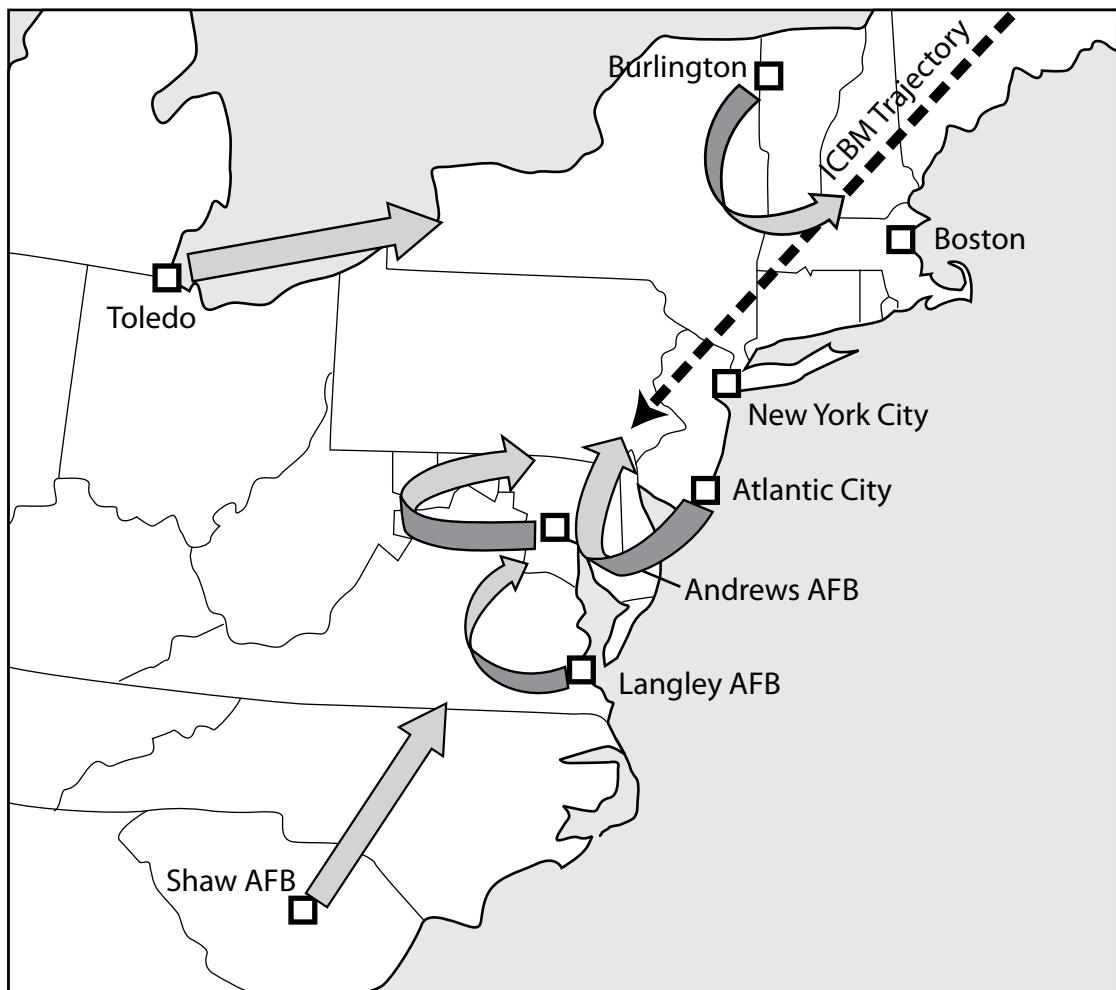 Burlington
ICBM Trajectory
Boston
Toledo
New York City
Atlantic City
Andrews AFB
Langley AFB
Shaw AFB